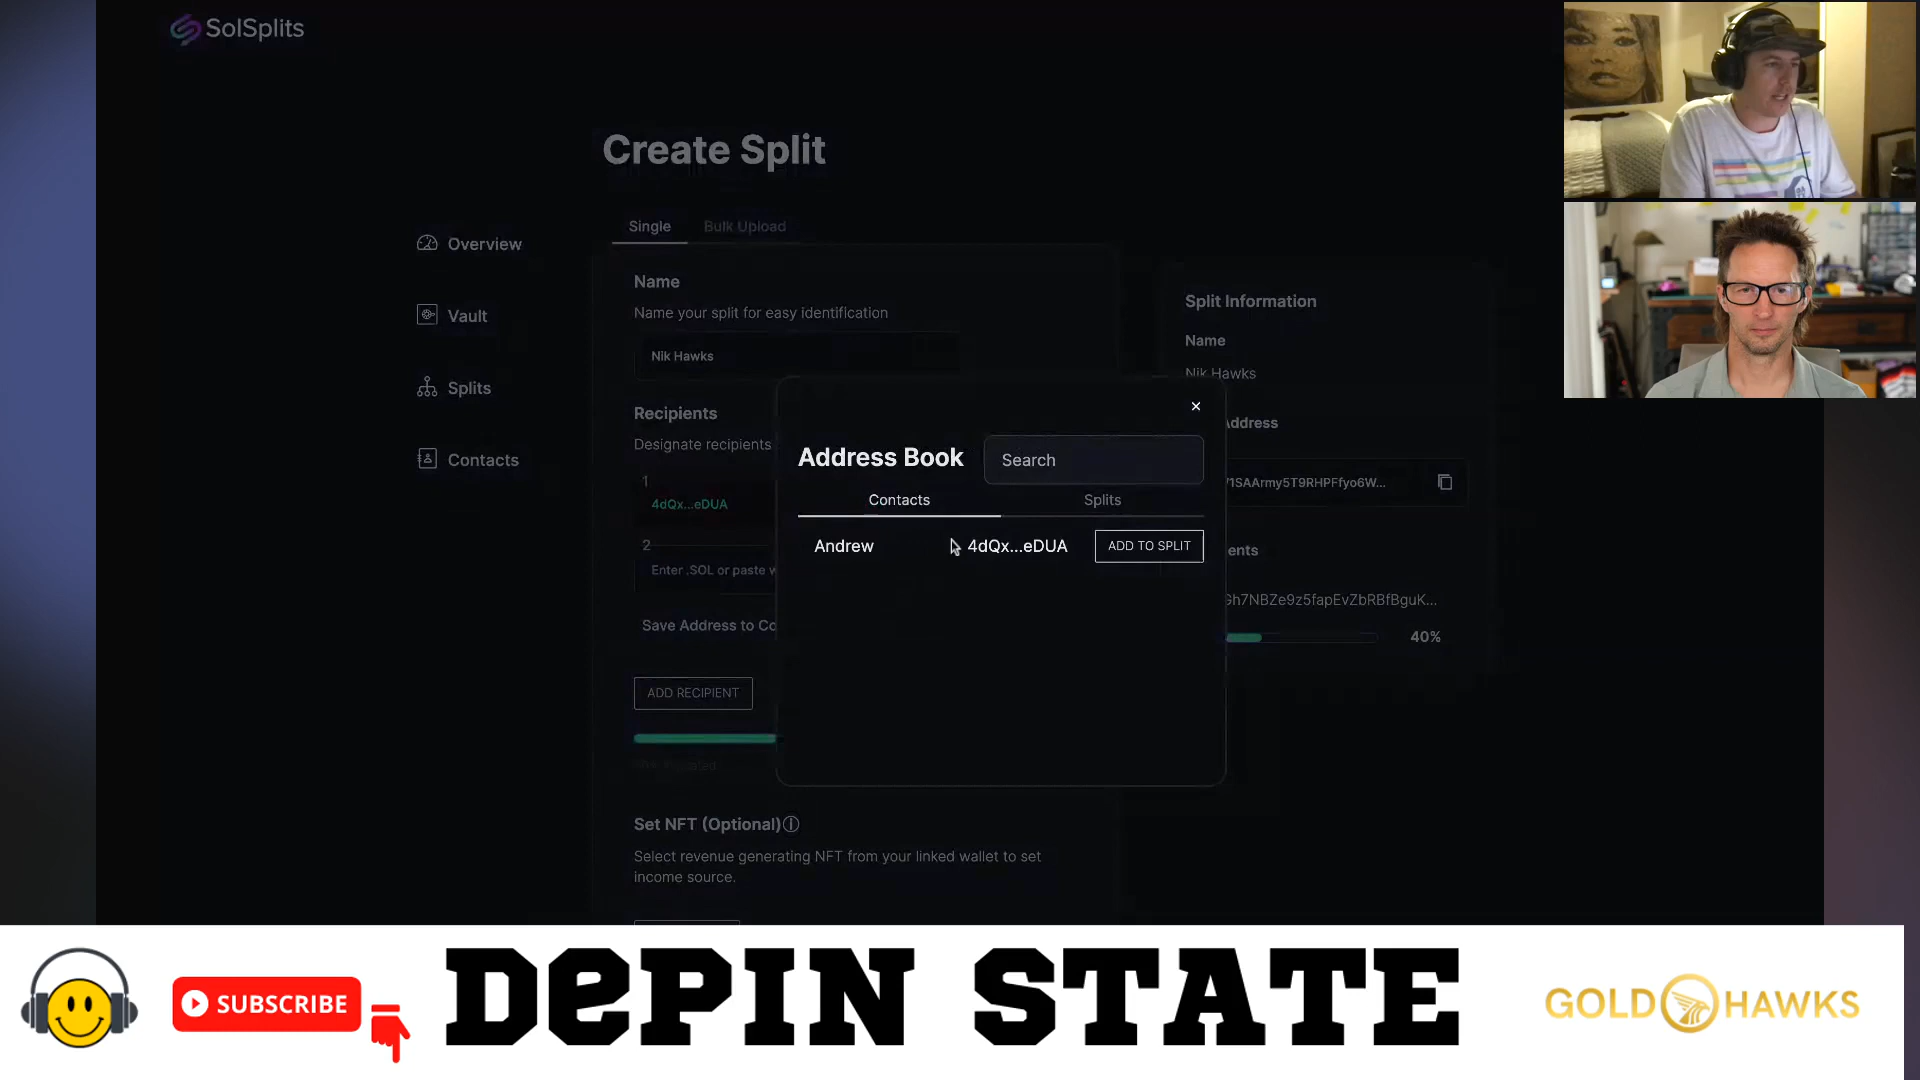 SolSplits
Create Split
Single
Bulk Upload
Overview
Vault
Splits
Contacts
Name
Name your split for easy identification
Nik Hawks
Recipients
Designate recipients
1
4dQx...eDUA
2
Enter .SOL or paste w
Save Address to Co
ADD RECIPIENT
Set NFT (Optional)
Select revenue generating NFT from your linked wallet to set
income source.
Address Book
Search
Contacts
Splits
Andrew
4dQx...eDUA
ADD TO SPLIT
Split Information
Name
Nik Hawks
Address
1SAArmy5T9RHPFfyo6W...
ents
Gh7NBZe9z5fapEvZbRBfBguK...
40%
SUBSCRIBE
DePIN STATE
GOLD HAWKS